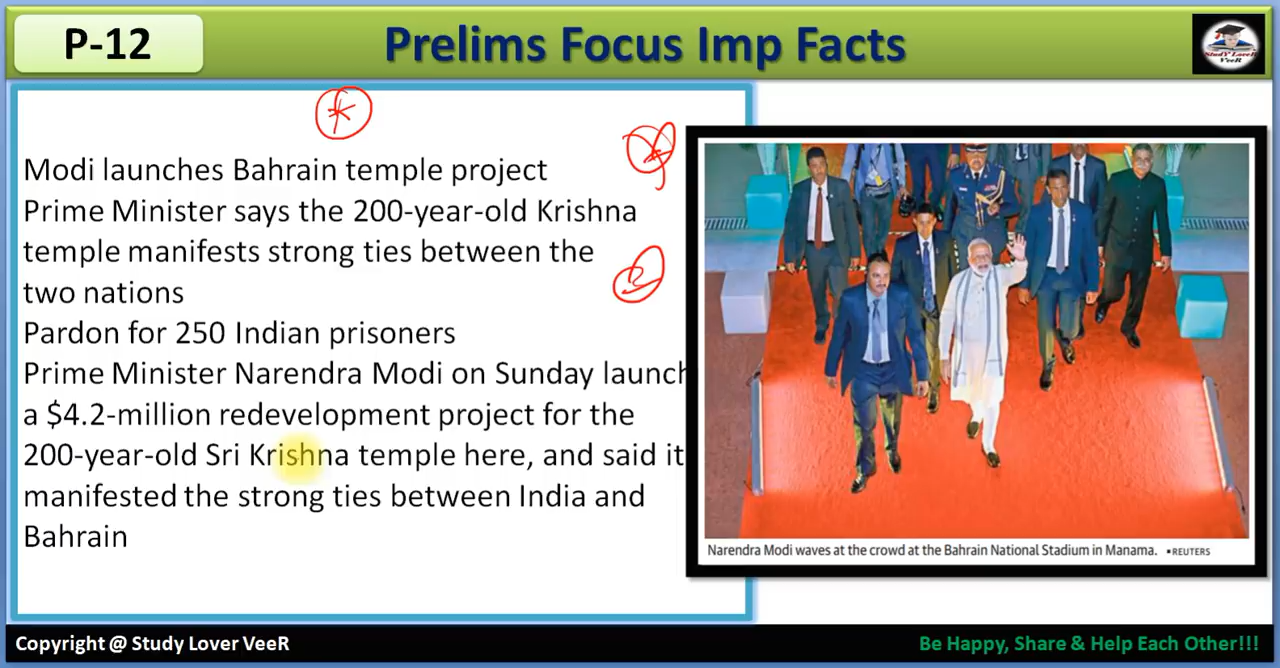 P-12
Prelims Focus Imp Facts
StudY LoveR
VeeR
Modi launches Bahrain temple project
Prime Minister says the 200-year-old Krishna
temple manifests strong ties between the
two nations
Pardon for 250 Indian prisoners
Prime Minister Narendra Modi on Sunday launch
a $4.2-million redevelopment project for the
200-year-old Sri Krishna temple here, and said it
manifested the strong ties between India and
Bahrain
Narendra Modi waves at the crowd at the Bahrain National Stadium in Manama. ▪REUTERS
Copyright @ Study Lover VeeR
Be Happy, Share & Help Each Other!!!